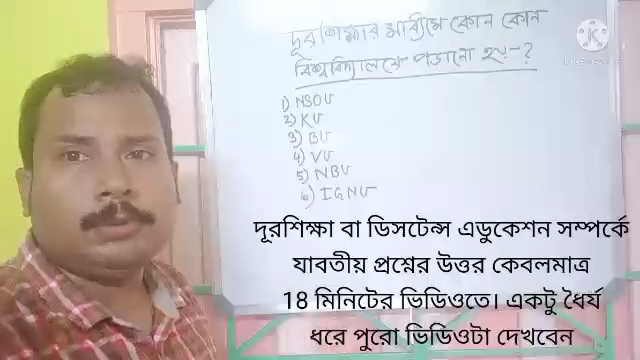 দূরশিক্ষার মাধ্যমে কোন কোন
বিশ্ববিদ্যালয়ে পড়ানো হয়:-?
1) NSOU
2) KU
3) BU
4) VU
5) NBU
6) IGNU
দূরশিক্ষা বা ডিসটেন্স এডুকেশন সম্পর্কে
যাবতীয় প্রশ্নের উত্তর কেবলমাত্র
18 মিনিটের ভিডিওতে। একটু ধৈর্য
ধরে পুরো ভিডিওটা দেখবেন